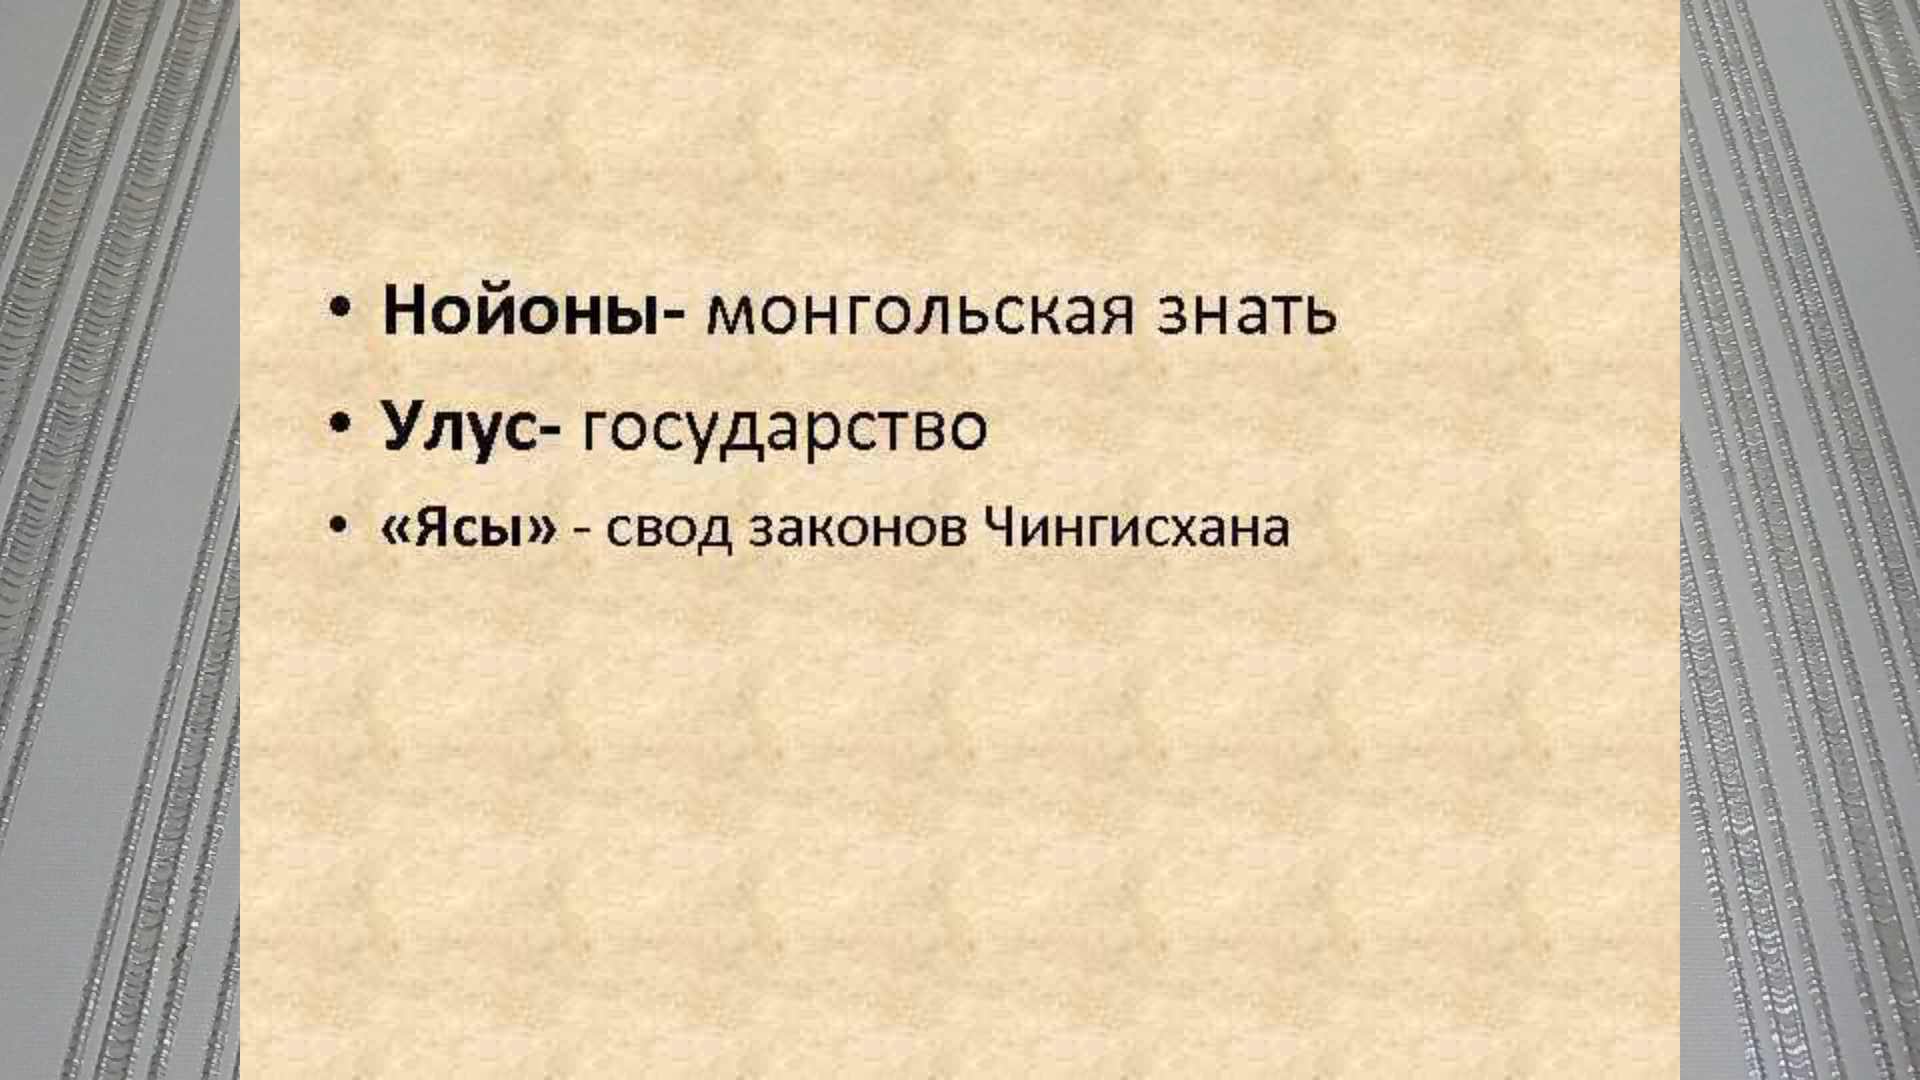 • Нойоны- монгольская знать
• Улус- государство
• «Ясы» - свод законов Чингисхана